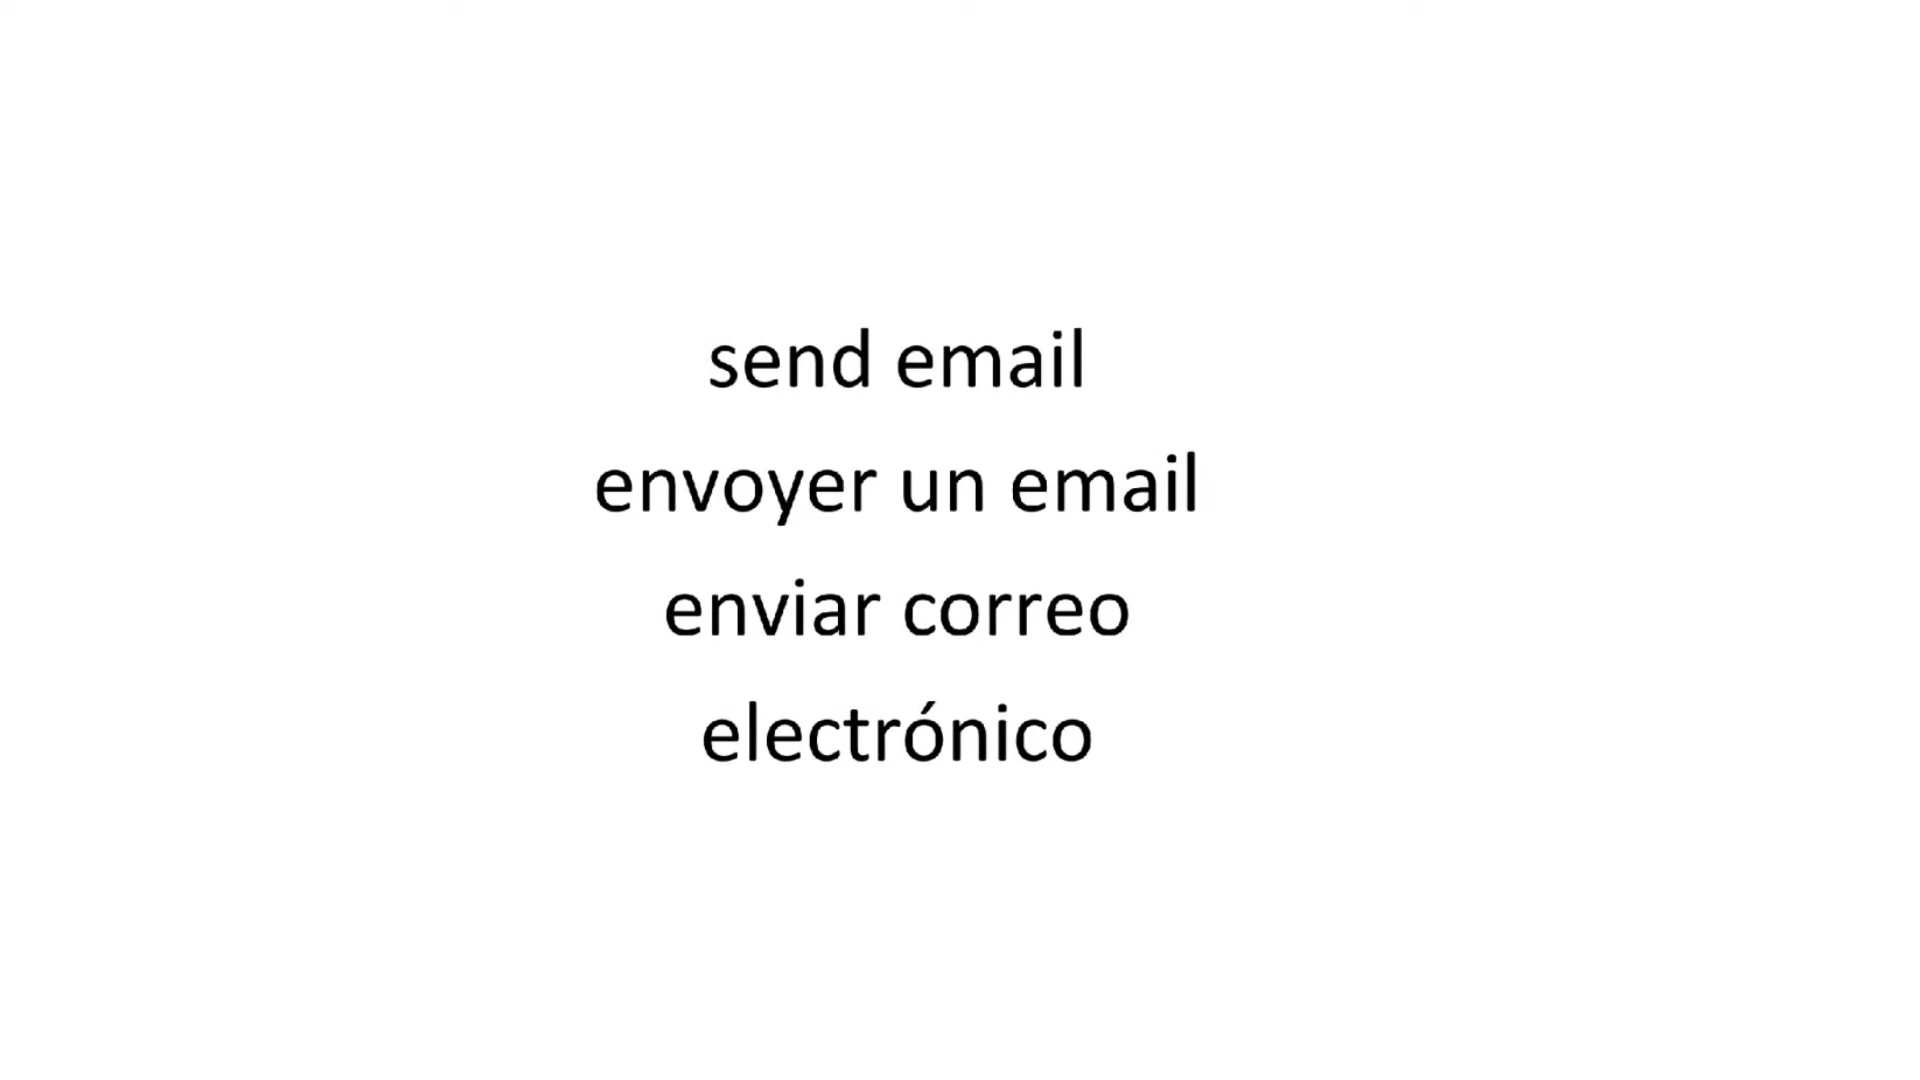 send email
envoyer un email
enviar correo
electrónico